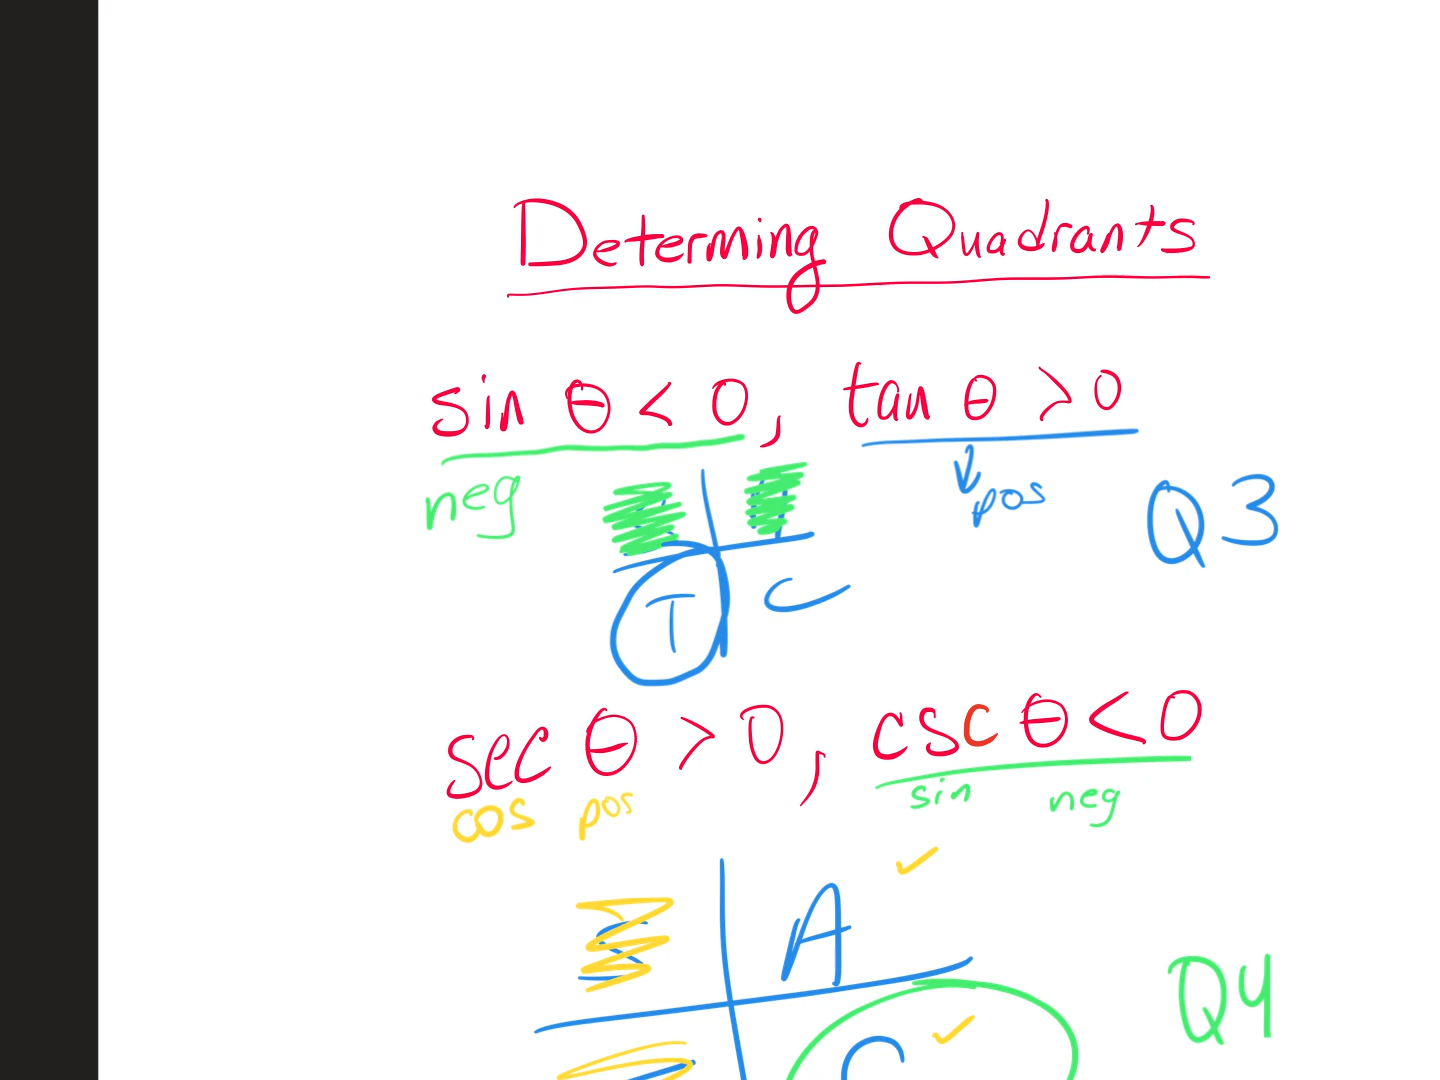 Determing Quadrants
sin θ < 0, tan θ > 0
neg
pos
Q3
T C
sec θ > 0, csc θ < 0
cos pos sin neg
A
Q4
C